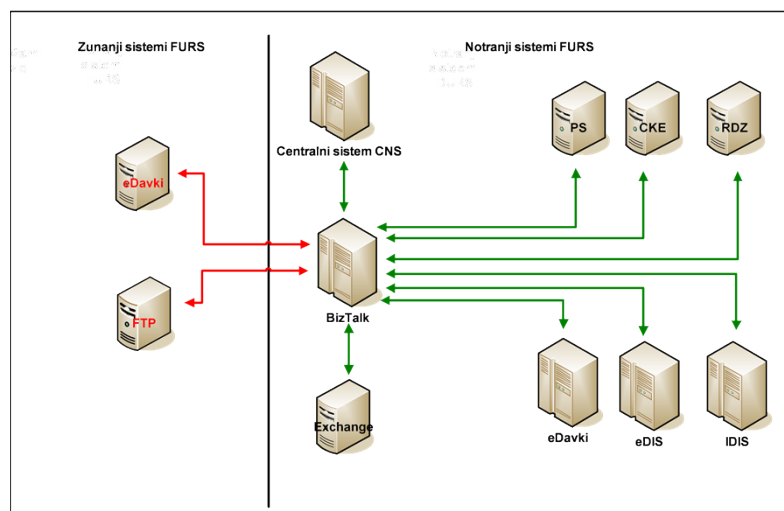 Zunanji sistemi FURS
Notranji sistemi FURS
PS
CKE
RDZ
Centralni sistem CNS
eDavki
BizTalk
FTP
Exchange
eDavki
eDIS
IDIS